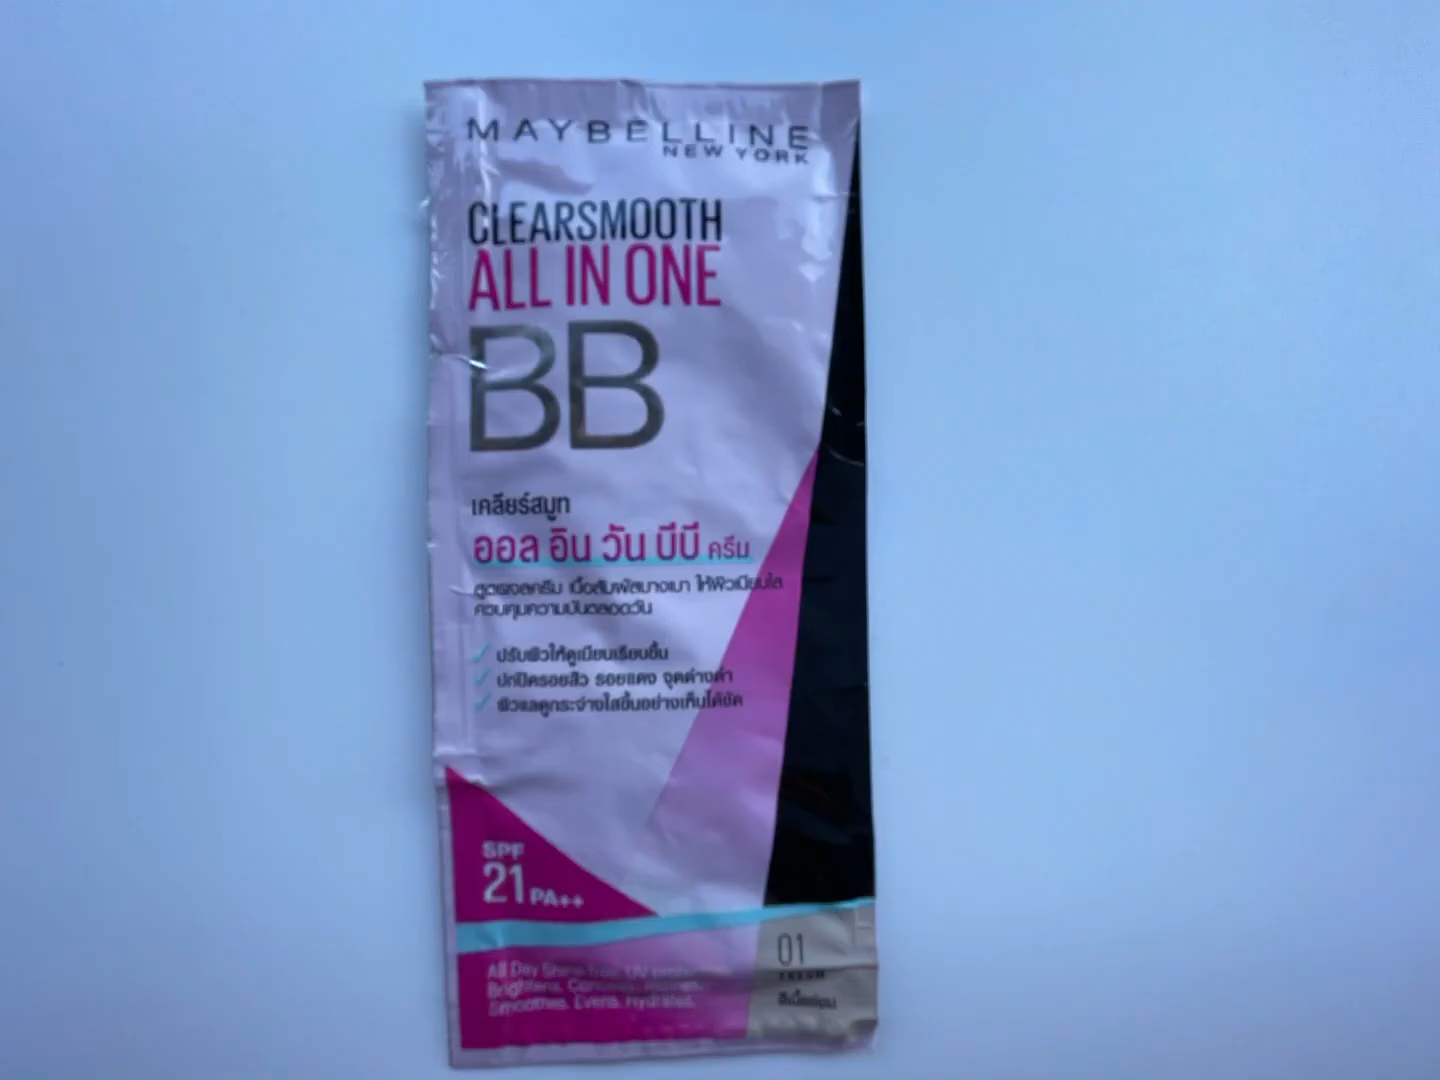 MAYBELLINE
NEW YORK
CLEARSMOOTH
ALL IN ONE
BB
เคลียร์สมูท
ออล อิน วัน บีบี ครีม
สูตรเจลครีม เนื้อสัมผัสบางเบา ให้ผิวเนียนใส
ควบคุมความมันตลอดวัน
ปรับผิวให้ดูเนียนเรียบขึ้น
ปกปิดรอยสิว รอยแดง จุดด่างดำ
ผิวแลดูกระจ่างใสขึ้นอย่างเห็นได้ชัด
SPF
21 PA++
All Day Shine-free. UV
Brightens.
Smoothes. Evens. Hydrates.
01
FRESH